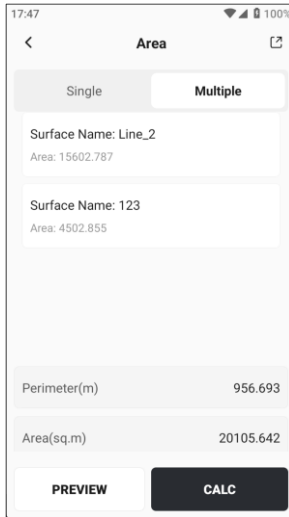 17:47 100%
Area
Single Multiple
Surface Name: Line_2
Area: 15602.787
Surface Name: 123
Area: 4502.855
Perimeter(m) 956.693
Area(sq.m) 20105.642
PREVIEW CALC